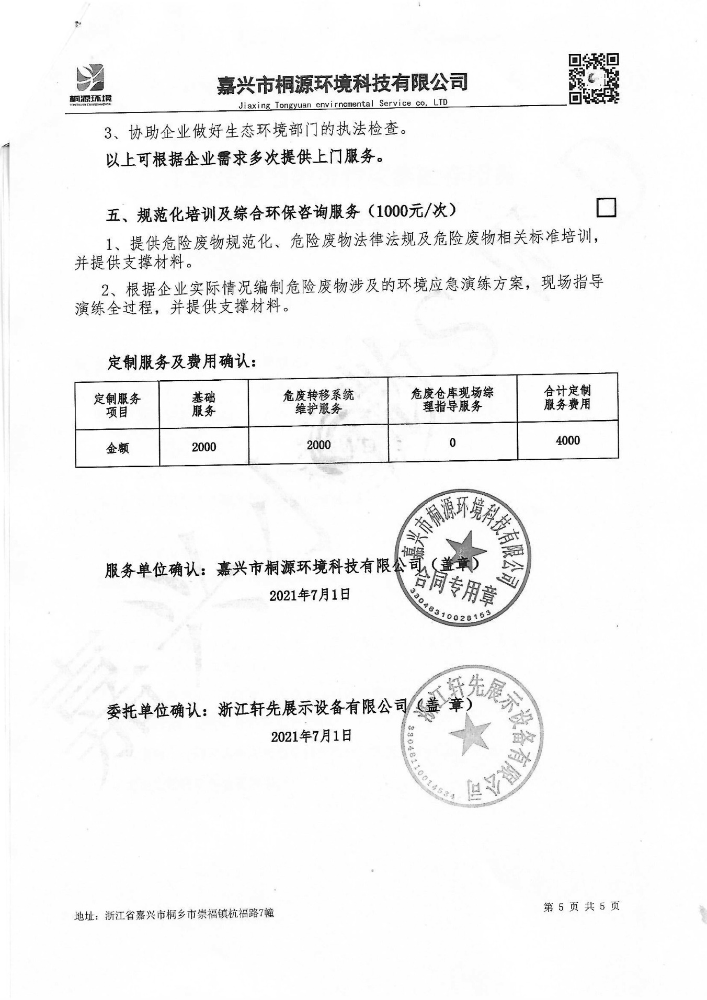 桐源环境
TONGYUAN ENVIRONMENTAL
嘉兴市桐源环境科技有限公司
Jiaxing Tongyuan envirnomental Service co, LTD
3、协助企业做好生态环境部门的执法检查。
以上可根据企业需求多次提供上门服务。
五、规范化培训及综合环保咨询服务（1000元/次） □
1、提供危险废物规范化、危险废物法律法规及危险废物相关标准培训，
并提供支撑材料。
2、根据企业实际情况编制危险废物涉及的环境应急演练方案，现场指导
演练全过程，并提供支撑材料。
定制服务及费用确认：
定制服务
项目
基础
服务
危废转移系统
维护服务
危废仓库现场综
理指导服务
合计定制
服务费用
金额 2000 2000 0 4000
服务单位确认：嘉兴市桐源环境科技有限公司（盖章）
2021年7月1日
嘉兴市桐源环境科技有限公司
合同专用章
33048310026153
委托单位确认：浙江轩先展示设备有限公司（盖 章）
2021年7月1日
浙江轩先展示设备有限公司
33048110014534
地址：浙江省嘉兴市桐乡市崇福镇杭福路7幢
第 5 页 共 5 页